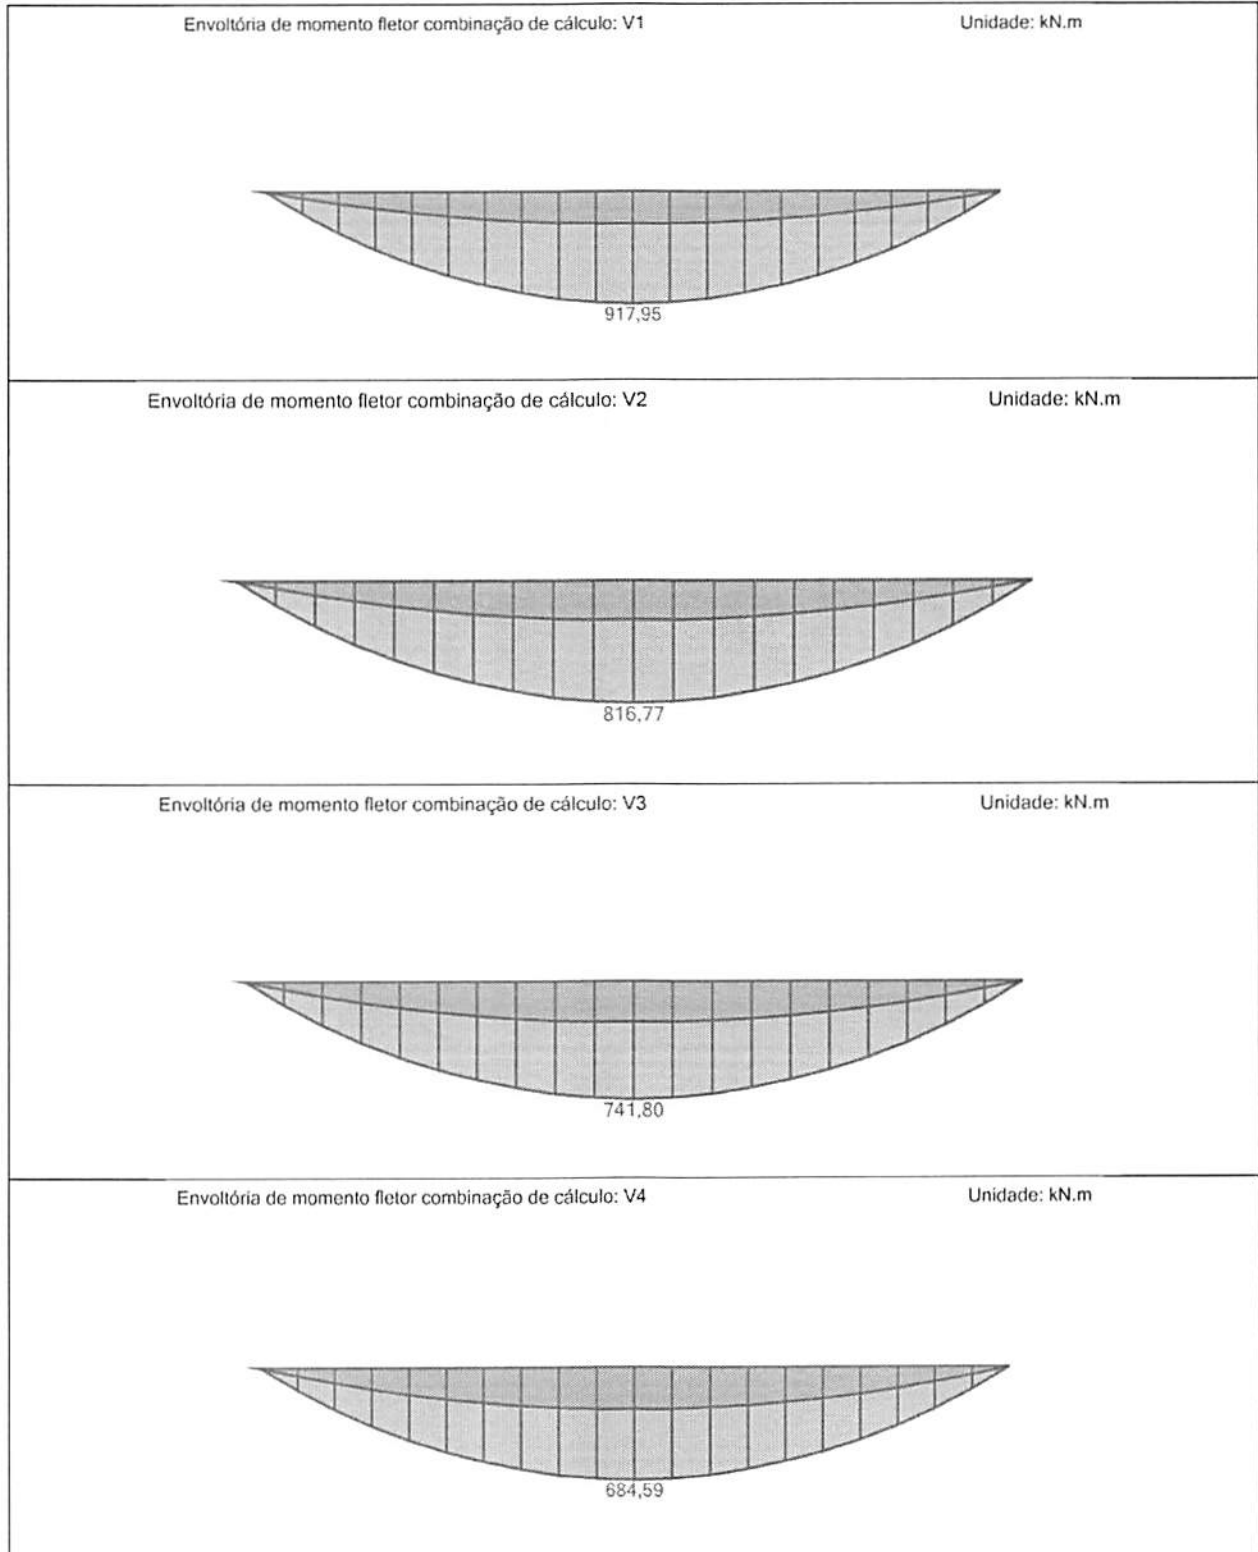 Envoltória de momento fletor combinação de cálculo: V1 Unidade: kN.m
917,95
Envoltória de momento fletor combinação de cálculo: V2 Unidade: kN.m
816,77
Envoltória de momento fletor combinação de cálculo: V3 Unidade: kN.m
741,80
Envoltória de momento fletor combinação de cálculo: V4 Unidade: kN.m
684,59